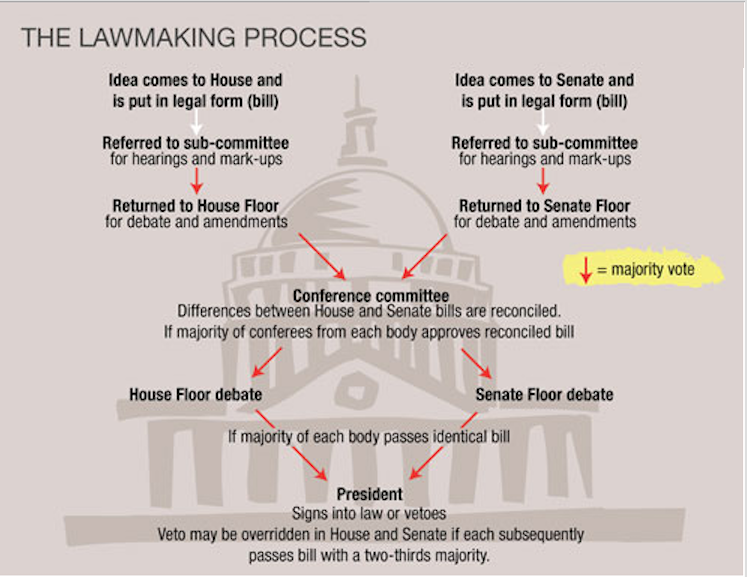 THE LAWMAKING PROCESS
Idea comes to House and
is put in legal form (bill)
Referred to sub-committee
for hearings and mark-ups
Returned to House Floor
for debate and amendments
Idea comes to Senate and
is put in legal form (bill)
Referred to sub-committee
for hearings and mark-ups
Returned to Senate Floor
for debate and amendments
= majority vote
Conference committee
Differences between House and Senate bills are reconciled.
If majority of conferees from each body approves reconciled bill
House Floor debate
Senate Floor debate
If majority of each body passes identical bill
President
Signs into law or vetoes
Veto may be overridden in House and Senate if each subsequently
passes bill with a two-thirds majority.